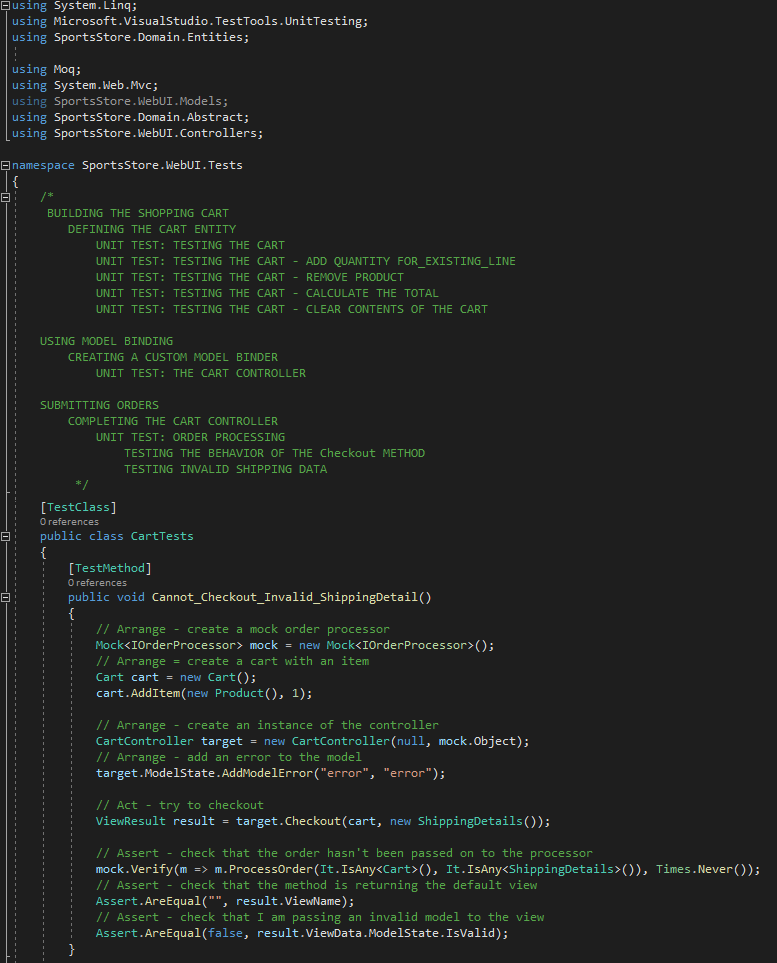 using System.Linq;
using Microsoft.VisualStudio.TestTools.UnitTesting;
using SportsStore.Domain.Entities;
using Moq;
using System.Web.Mvc;
using SportsStore.WebUI.Models;
using SportsStore.Domain.Abstract;
using SportsStore.WebUI.Controllers;
namespace SportsStore.WebUI.Tests
{
/*
BUILDING THE SHOPPING CART
DEFINING THE CART ENTITY
UNIT TEST: TESTING THE CART
UNIT TEST: TESTING THE CART - ADD QUANTITY FOR_EXISTING_LINE
UNIT TEST: TESTING THE CART - REMOVE PRODUCT
UNIT TEST: TESTING THE CART - CALCULATE THE TOTAL
UNIT TEST: TESTING THE CART - CLEAR CONTENTS OF THE CART
USING MODEL BINDING
CREATING A CUSTOM MODEL BINDER
UNIT TEST: THE CART CONTROLLER
SUBMITTING ORDERS
COMPLETING THE CART CONTROLLER
UNIT TEST: ORDER PROCESSING
TESTING THE BEHAVIOR OF THE Checkout METHOD
TESTING INVALID SHIPPING DATA
*/
[TestClass]
0 references
public class CartTests
{
[TestMethod]
0 references
public void Cannot_Checkout_Invalid_ShippingDetail()
{
// Arrange - create a mock order processor
Mock<IOrderProcessor> mock = new Mock<IOrderProcessor>();
// Arrange = create a cart with an item
Cart cart = new Cart();
cart.AddItem(new Product(), 1);
// Arrange - create an instance of the controller
CartController target = new CartController(null, mock.Object);
// Arrange - add an error to the model
target.ModelState.AddModelError("error", "error");
// Act - try to checkout
ViewResult result = target.Checkout(cart, new ShippingDetails());
// Assert - check that the order hasn't been passed on to the processor
mock.Verify(m => m.ProcessOrder(It.IsAny<Cart>(), It.IsAny<ShippingDetails>()), Times.Never());
// Assert - check that the method is returning the default view
Assert.AreEqual("", result.ViewName);
// Assert - check that I am passing an invalid model to the view
Assert.AreEqual(false, result.ViewData.ModelState.IsValid);
}